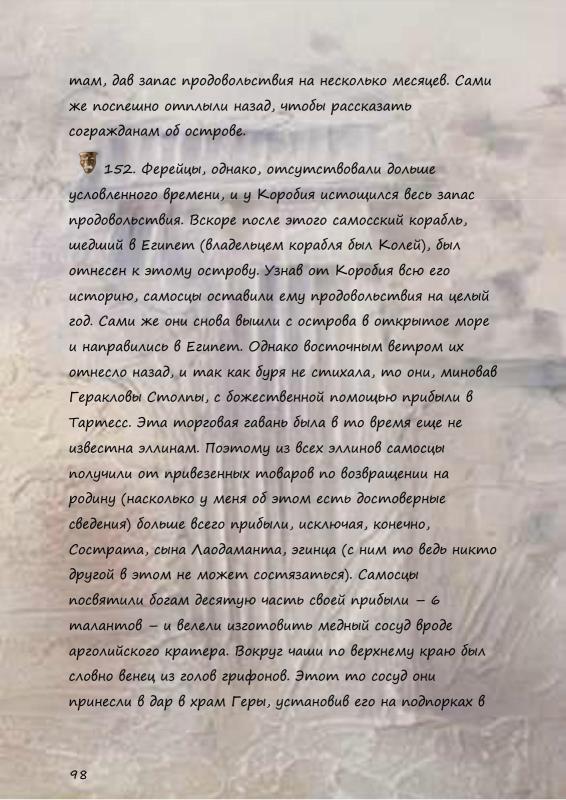 там, дав запас продовольствия на несколько месяцев. Сами
же поспешно отплыли назад, чтобы рассказать
согражданам об острове.
152. Ферейцы, однако, отсутствовали дольше
условленного времени, и у Коробия истощился весь запас
продовольствия. Вскоре после этого самосский корабль,
шедший в Египет (владельцем корабля был Колей), был
отнесен к этому острову. Узнав от Коробия всю его
историю, самосцы оставили ему продовольствия на целый
год. Сами же они снова вышли с острова в открытое море
и направились в Египет. Однако восточным ветром их
отнесло назад, и так как буря не стихала, то они, миновав
Геракловы Столпы, с божественной помощью прибыли в
Тартесс. Эта торговая гавань была в то время еще не
известна эллинам. Поэтому из всех эллинов самосцы
получили от привезенных товаров по возвращении на
родину (насколько у меня об этом есть достоверные
сведения) больше всего прибыли, исключая, конечно,
Сострата, сына Лаодаманта, эгинца (с ним то ведь никто
другой в этом не может состязаться). Самосцы
посвятили богам десятую часть своей прибыли – 6
талантов – и велели изготовить медный сосуд вроде
арголийского кратера. Вокруг чаши по верхнему краю был
словно венец из голов грифонов. Этот то сосуд они
принесли в дар в храм Геры, установив его на подпорках в
98